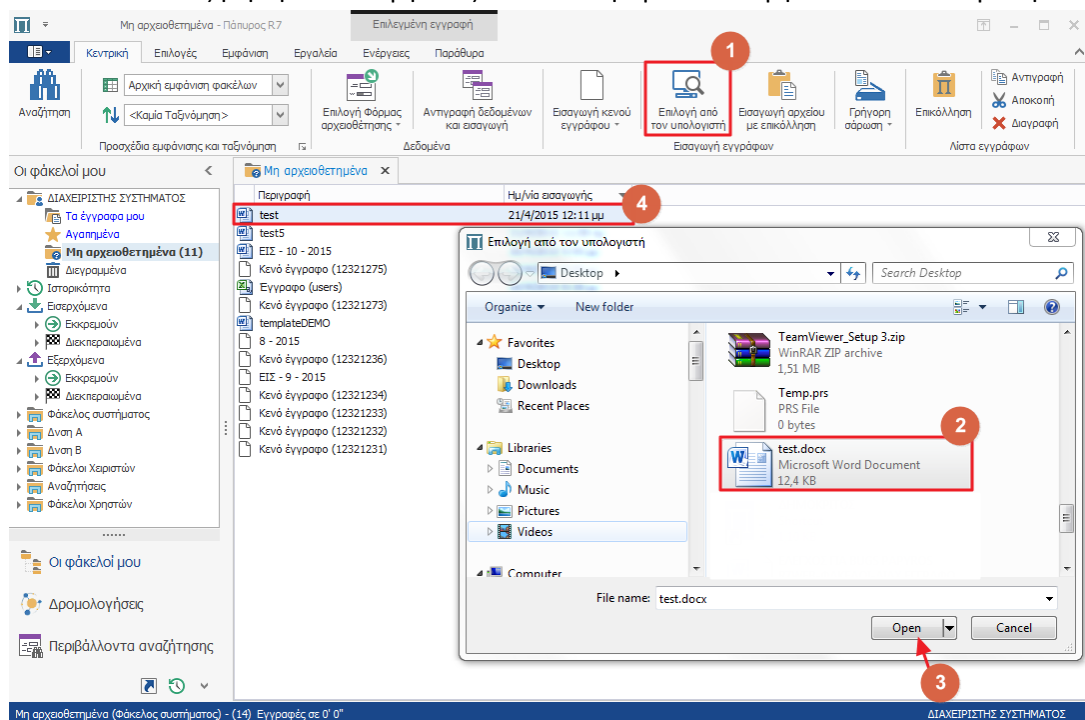 Μη αρχειοθετημένα - Πάπυρος R7
Επιλεγμένη εγγραφή
Κεντρική Επιλογές Εμφάνιση Εργαλεία Ενέργειες Παράθυρα
1
Αναζήτηση
Αρχική εμφάνιση φακέλων
<Καμία Ταξινόμηση>
Προσχέδια εμφάνισης και ταξινόμηση
Επιλογή Φόρμας
αρχειοθέτησης
Αντιγραφή δεδομένων
και εισαγωγή
Δεδομένα
Εισαγωγή κενού
εγγράφου
Επιλογή από
τον υπολογιστή
Εισαγωγή αρχείου
με επικόλληση
Γρήγορη
σάρωση
Εισαγωγή εγγράφων
Επικόλληση
Αντιγραφή
Αποκοπή
Διαγραφή
Λίστα εγγράφων
Οι φάκελοί μου
ΔΙΑΧΕΙΡΙΣΤΗΣ ΣΥΣΤΗΜΑΤΟΣ
Τα έγγραφα μου
Αγαπημένα
Μη αρχειοθετημένα (11)
Διεγραμμένα
Ιστορικότητα
Εισερχόμενα
Εκκρεμούν
Διεκπεραιωμένα
Εξερχόμενα
Εκκρεμούν
Διεκπεραιωμένα
Φάκελος συστήματος
Δνση Α
Δνση Β
Φάκελοι Χειριστών
Αναζητήσεις
Φάκελοι Χρηστών
Οι φάκελοί μου
Δρομολογήσεις
Περιβάλλοντα αναζήτησης
Μη αρχειοθετημένα
Περιγραφή Ημ/νία εισαγωγής
4
test 21/4/2015 12:11 μμ
test5
ΕΙΣ - 10 - 2015
Κενό έγγραφο (12321275)
Έγγραφο (users)
Κενό έγγραφο (12321273)
templateDEMO
8 - 2015
Κενό έγγραφο (12321236)
ΕΙΣ - 9 - 2015
Κενό έγγραφο (12321234)
Κενό έγγραφο (12321233)
Κενό έγγραφο (12321232)
Κενό έγγραφο (12321231)
Επιλογή από τον υπολογιστή
Desktop
Search Desktop
Organize New folder
Favorites
Desktop
Downloads
Recent Places
Libraries
Documents
Music
Pictures
Videos
Computer
TeamViewer_Setup 3.zip
WinRAR ZIP archive
1,51 MB
Temp.prs
PRS File
0 bytes
2
test.docx
Microsoft Word Document
12,4 KB
File name: test.docx
Open Cancel
3
Μη αρχειοθετημένα (Φάκελος συστήματος) - (14) Εγγραφές σε 0' 0"
ΔΙΑΧΕΙΡΙΣΤΗΣ ΣΥΣΤΗΜΑΤΟΣ